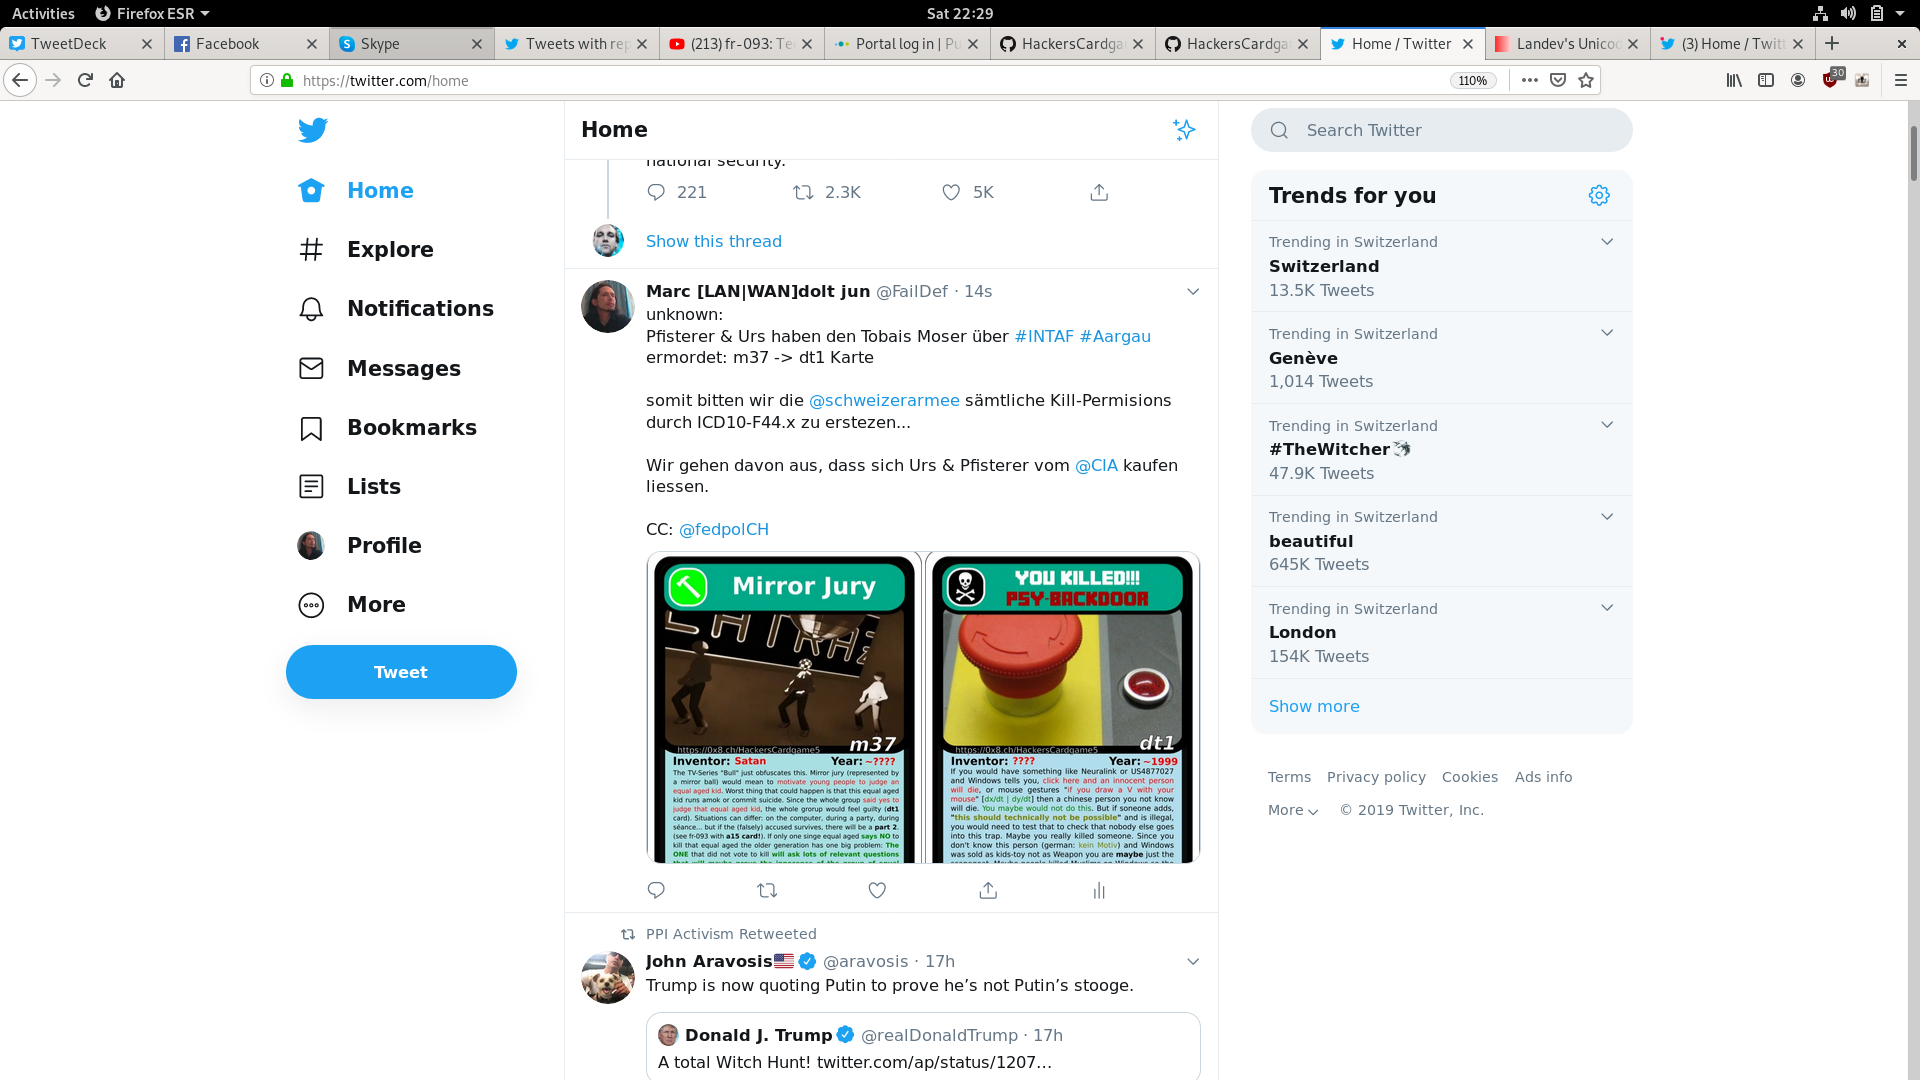 Activities Firefox ESR Sat 22:29
TweetDeck Facebook Skype Tweets with rep (213) fr-093: Te Portal log in | Pu HackersCardga HackersCardga Home / Twitter Landev's Unicod (3) Home / Twitt
https://twitter.com/home 110% 30
Home
national security.
221 2.3K 5K
Show this thread
Home
Explore
Notifications
Messages
Bookmarks
Lists
Profile
More
Tweet
Marc [LAN|WAN]dolt jun @FailDef · 14s
unknown:
Pfisterer & Urs haben den Tobais Moser über #INTAF #Aargau
ermordet: m37 -> dt1 Karte
somit bitten wir die @schweizerarmee sämtliche Kill-Permisions
durch ICD10-F44.x zu erstezen...
Wir gehen davon aus, dass sich Urs & Pfisterer vom @CIA kaufen
liessen.
CC: @fedpolCH
Mirror Jury
m37
https://0x8.ch/HackersCardgame5
Inventor: Satan Year: ~????
The TV-Series "Bull" just obfuscates this. Mirror jury (represented by
a mirror ball) would mean to motivate young people to judge an
equal aged kid. Worst thing that could happen is that this equal aged
kid runs amok or commit suicide. Since the whole group said yes to
judge that equal aged kid, the whole grpoup would feel guilty (dt1
card). Situations can differ: on the computer, during a party, during
séance... but if the (falsely) accused survives, there will be a part 2.
(see fr-093 with a15 card!). If only one singe equal aged says NO to
kill that equal aged the older generation has one big problem: The
ONE that did not vote to kill will ask lots of relevant questions
YOU KILLED!!!
PSY-BACKDOOR
dt1
https://0x8.ch/HackersCardgame5
Inventor: ???? Year: ~1999
If you would have something like Neuralink or US4877027
and Windows tells you, click here and an innocent person
will die, or mouse gestures "if you draw a V with your
mouse" [dx/dt | dy/dt] then a chinese person you not know
will die. You maybe would not do this. But if someone adds,
"this should technically not be possible" and is illegal,
you would need to test that to check that nobody else goes
into this trap. Maybe you really killed someone. Since you
don't know this person (german: kein Motiv) and Windows
was sold as kids-toy not as Weapon you are maybe just the
PPI Activism Retweeted
John Aravosis @aravosis · 17h
Trump is now quoting Putin to prove he’s not Putin’s stooge.
Donald J. Trump @realDonaldTrump · 17h
A total Witch Hunt! twitter.com/ap/status/1207…
Search Twitter
Trends for you
Trending in Switzerland
Switzerland
13.5K Tweets
Trending in Switzerland
Genève
1,014 Tweets
Trending in Switzerland
#TheWitcher
47.9K Tweets
Trending in Switzerland
beautiful
645K Tweets
Trending in Switzerland
London
154K Tweets
Show more
Terms Privacy policy Cookies Ads info
More © 2019 Twitter, Inc.